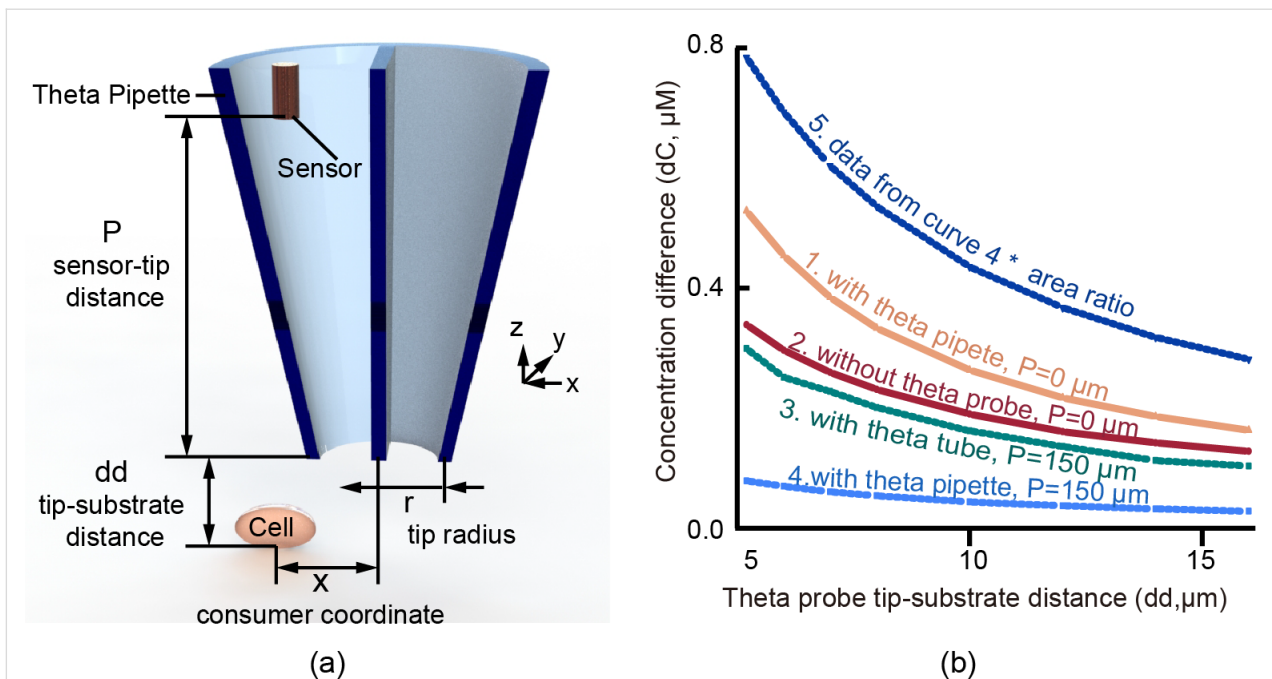 Theta Pipette
Sensor
P
sensor-tip
distance
z
y
x
dd
tip-substrate
distance
Cell
r
tip radius
x
consumer coordinate
(a)
Concentration difference (dC, µM)
0.8
0.4
0.0
5. data from curve 4 * area ratio
1. with theta pipete, P=0 µm
2. without theta probe, P=0 µm
3. with theta tube, P=150 µm
4.with theta pipette, P=150 µm
5
10
15
Theta probe tip-substrate distance (dd,µm)
(b)